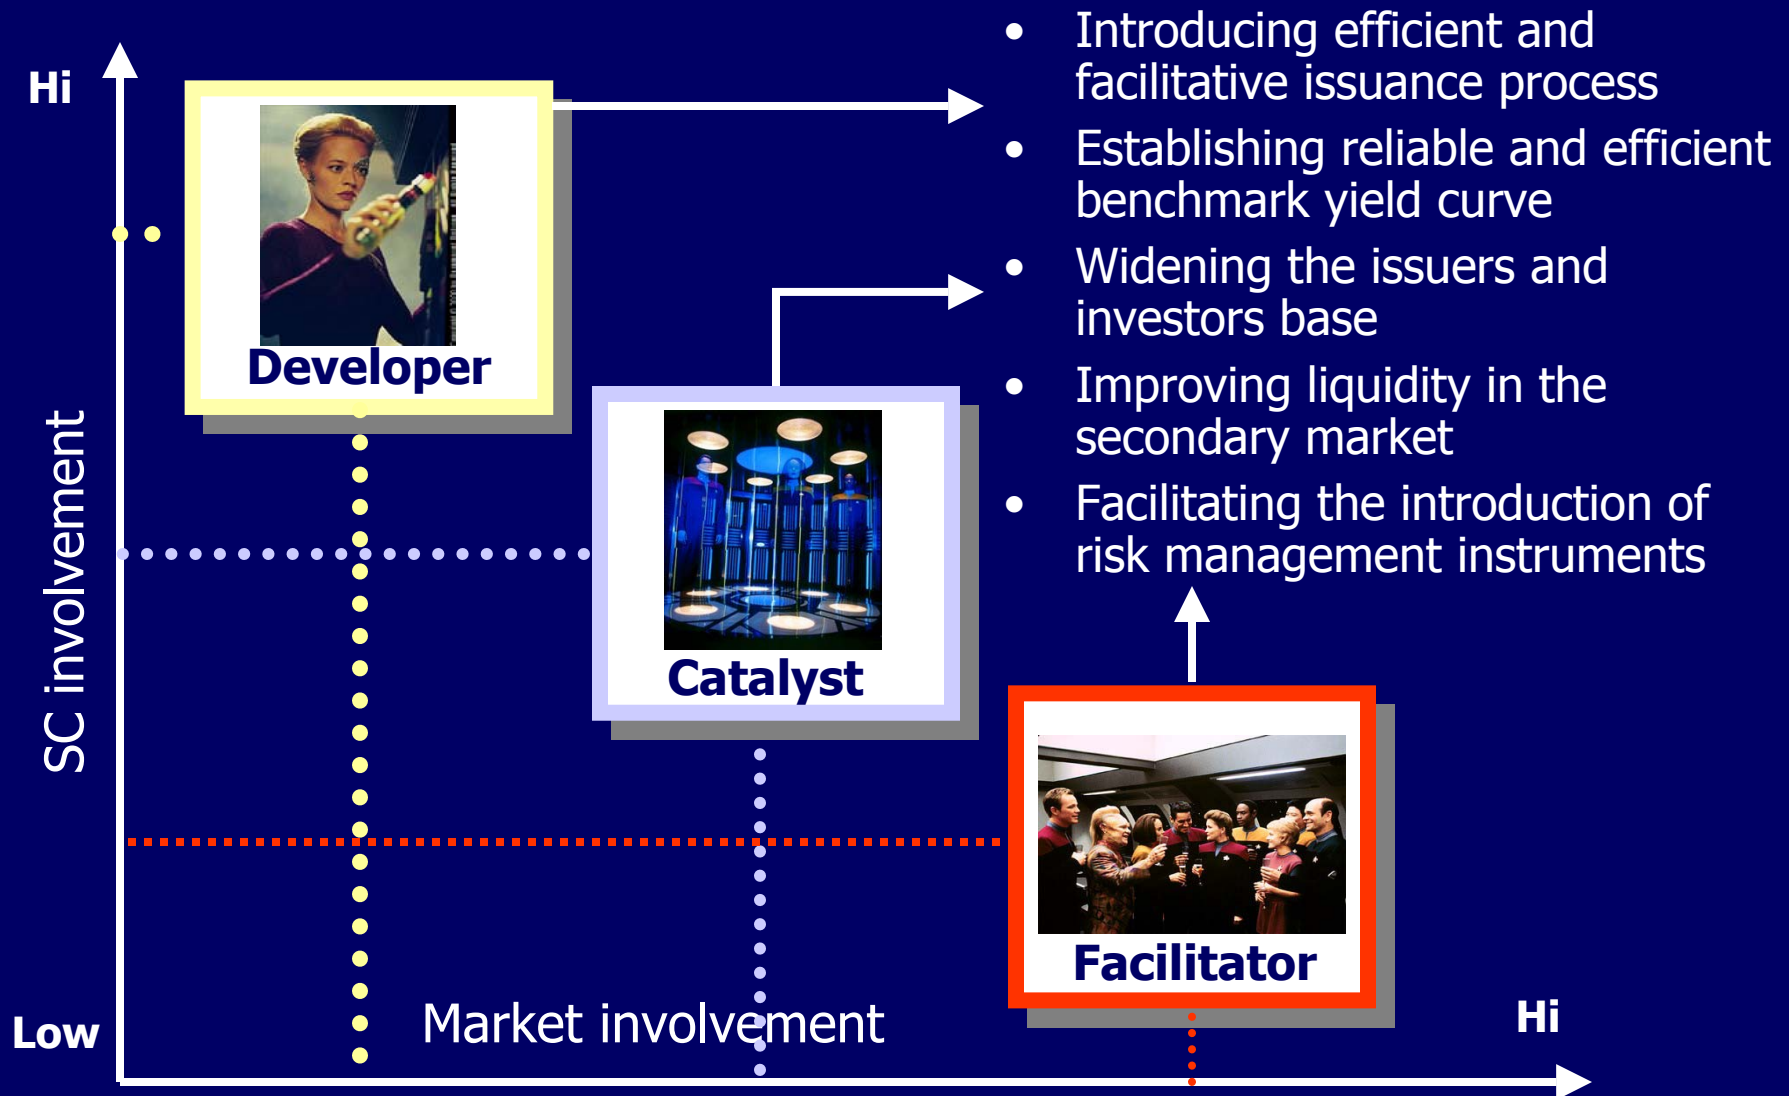 Hi
SC involvement
Low
Developer
Catalyst
Facilitator
Market involvement
Hi
• Introducing efficient and
facilitative issuance process
• Establishing reliable and efficient
benchmark yield curve
• Widening the issuers and
investors base
• Improving liquidity in the
secondary market
• Facilitating the introduction of
risk management instruments